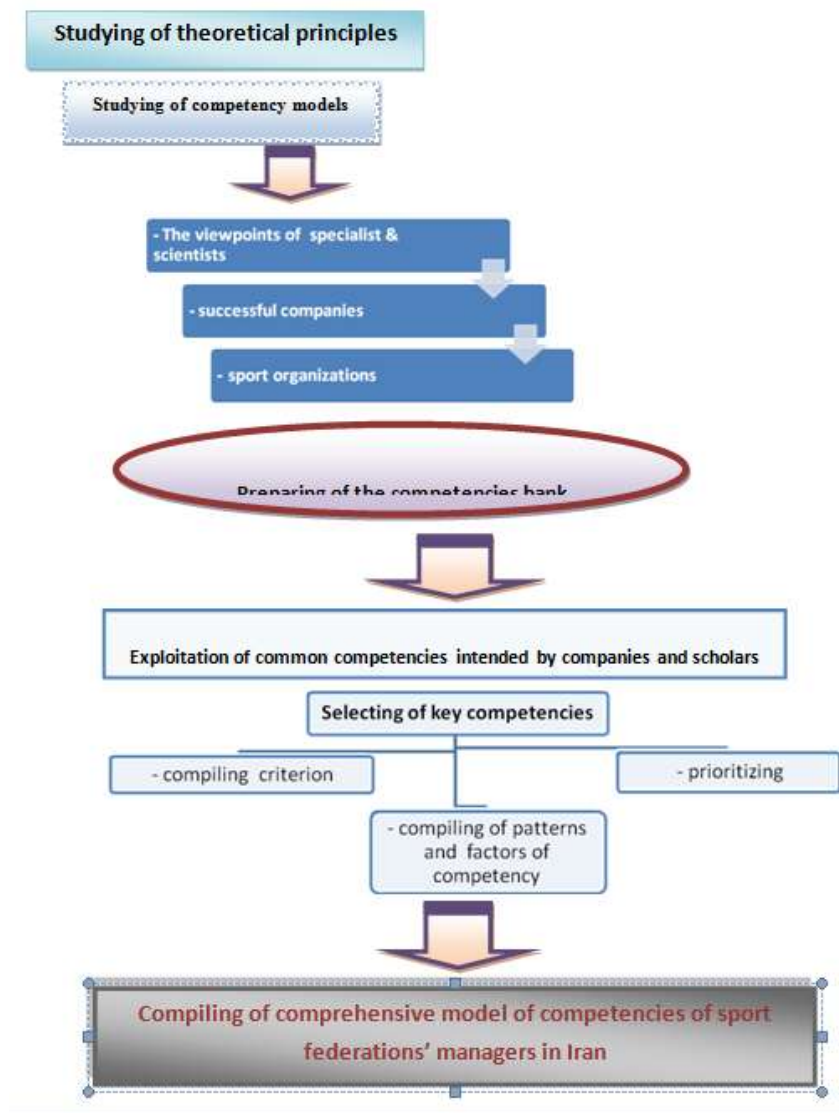 Studying of theoretical principles
Studying of competency models
- The viewpoints of specialist &
scientists
- successful companies
- sport organizations
Preparing of the competencies bank
Exploitation of common competencies intended by companies and scholars
Selecting of key competencies
- compiling criterion
- prioritizing
- compiling of patterns
and factors of
competency
Compiling of comprehensive model of competencies of sport
federations’ managers in Iran